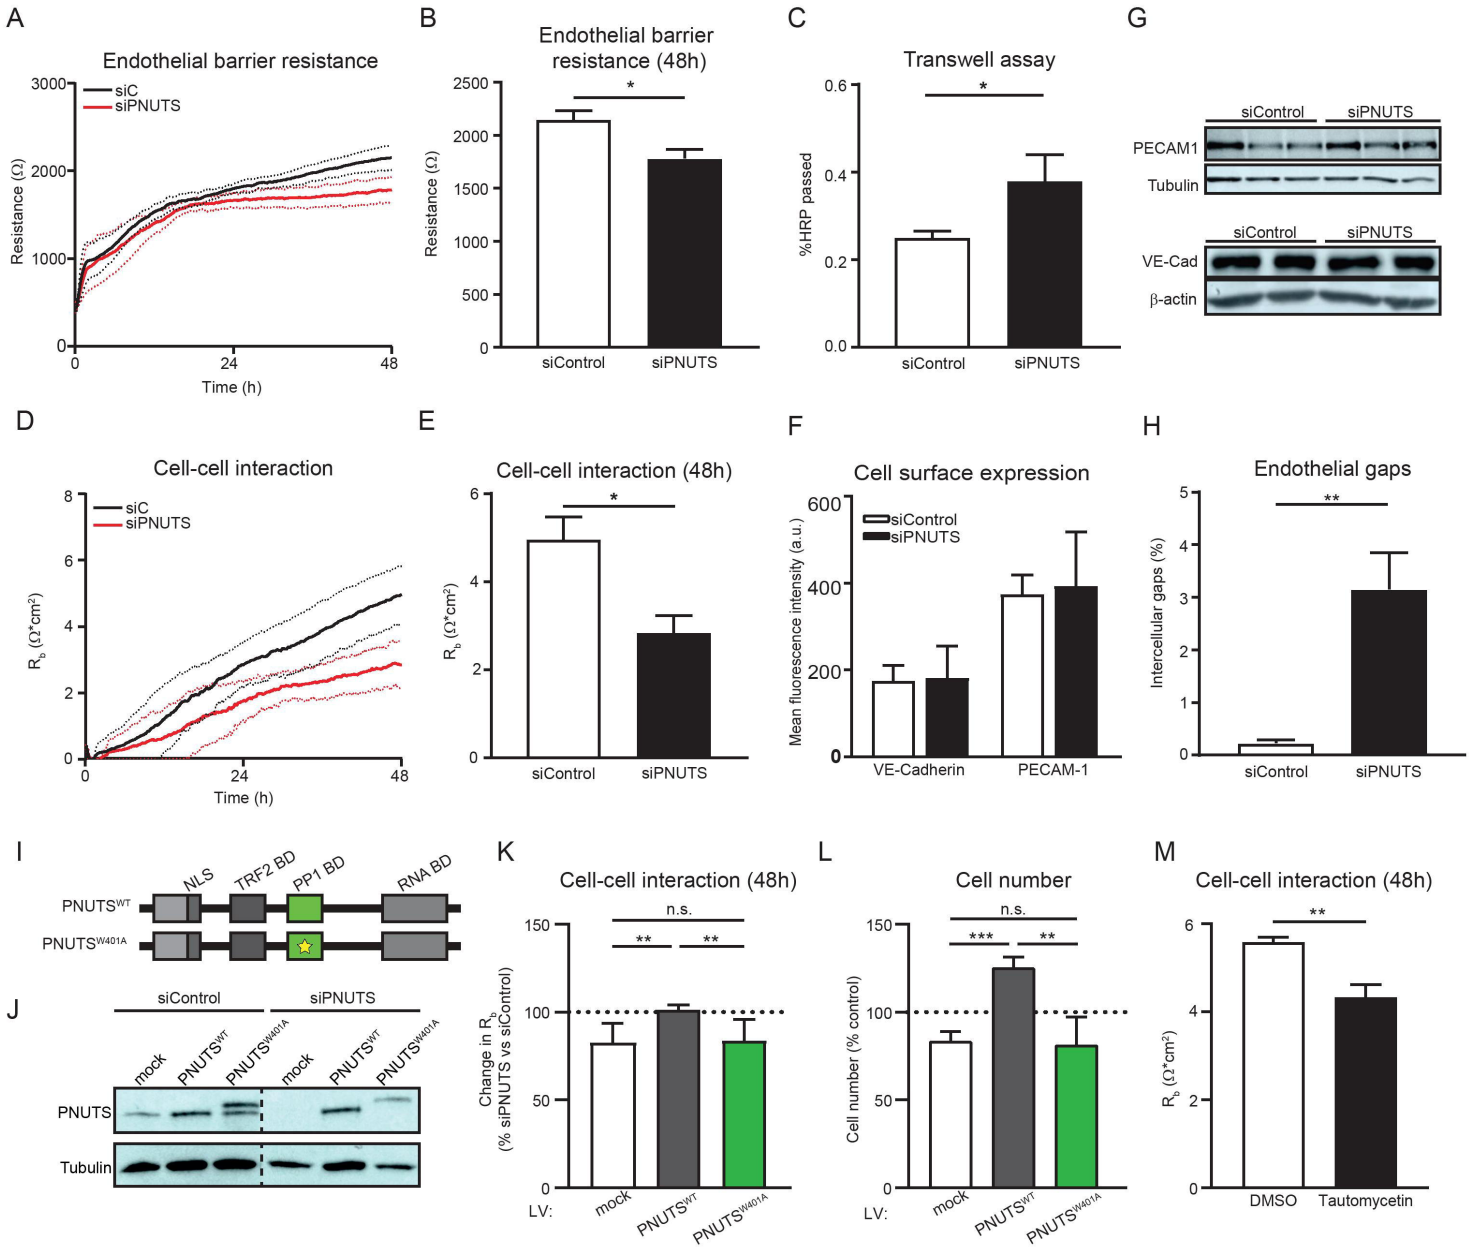 A
Endothelial barrier resistance
siC
siPNUTS
3000
2000
1000
0
Resistance (Ω)
0
24
48
Time (h)
B
Endothelial barrier
resistance (48h)
*
2500
2000
1500
1000
500
0
Resistance (Ω)
siControl
siPNUTS
C
Transwell assay
*
0.6
0.4
0.2
0.0
%HRP passed
siControl
siPNUTS
G
siControl
siPNUTS
PECAM1
Tubulin
siControl
siPNUTS
VE-Cad
β-actin
D
Cell-cell interaction
siC
siPNUTS
8
6
4
2
0
Rb (Ω*cm²)
0
24
48
Time (h)
E
Cell-cell interaction (48h)
*
6
4
2
0
Rb (Ω*cm²)
siControl
siPNUTS
F
Cell surface expression
siControl
siPNUTS
600
400
200
0
Mean fluorescence intensity (a.u.)
VE-Cadherin
PECAM-1
H
Endothelial gaps
**
5
4
3
2
1
0
Intercellular gaps (%)
siControl
siPNUTS
I
NLS
TRF2 BD
PP1 BD
RNA BD
PNUTSWT
PNUTSW401A
J
siControl
siPNUTS
mock
PNUTSWT
PNUTSW401A
mock
PNUTSWT
PNUTSW401A
PNUTS
Tubulin
K
Cell-cell interaction (48h)
n.s.
**
**
150
100
50
0
Change in Rb
(% siPNUTS vs siControl)
LV:
mock
PNUTSWT
PNUTSW401A
L
Cell number
n.s.
***
**
150
100
50
0
Cell number (% control)
LV:
mock
PNUTSWT
PNUTSW401A
M
Cell-cell interaction (48h)
**
6
4
2
0
Rb (Ω*cm²)
DMSO
Tautomycetin